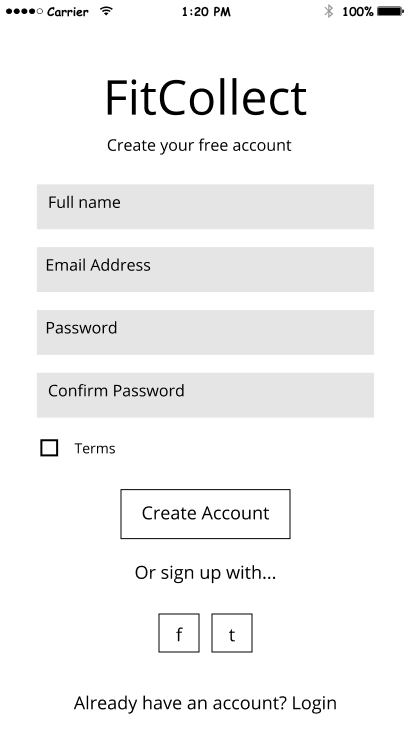 Carrier 1:20 PM 100%
FitCollect
Create your free account
Full name
Email Address
Password
Confirm Password
Terms
Create Account
Or sign up with...
f t
Already have an account? Login